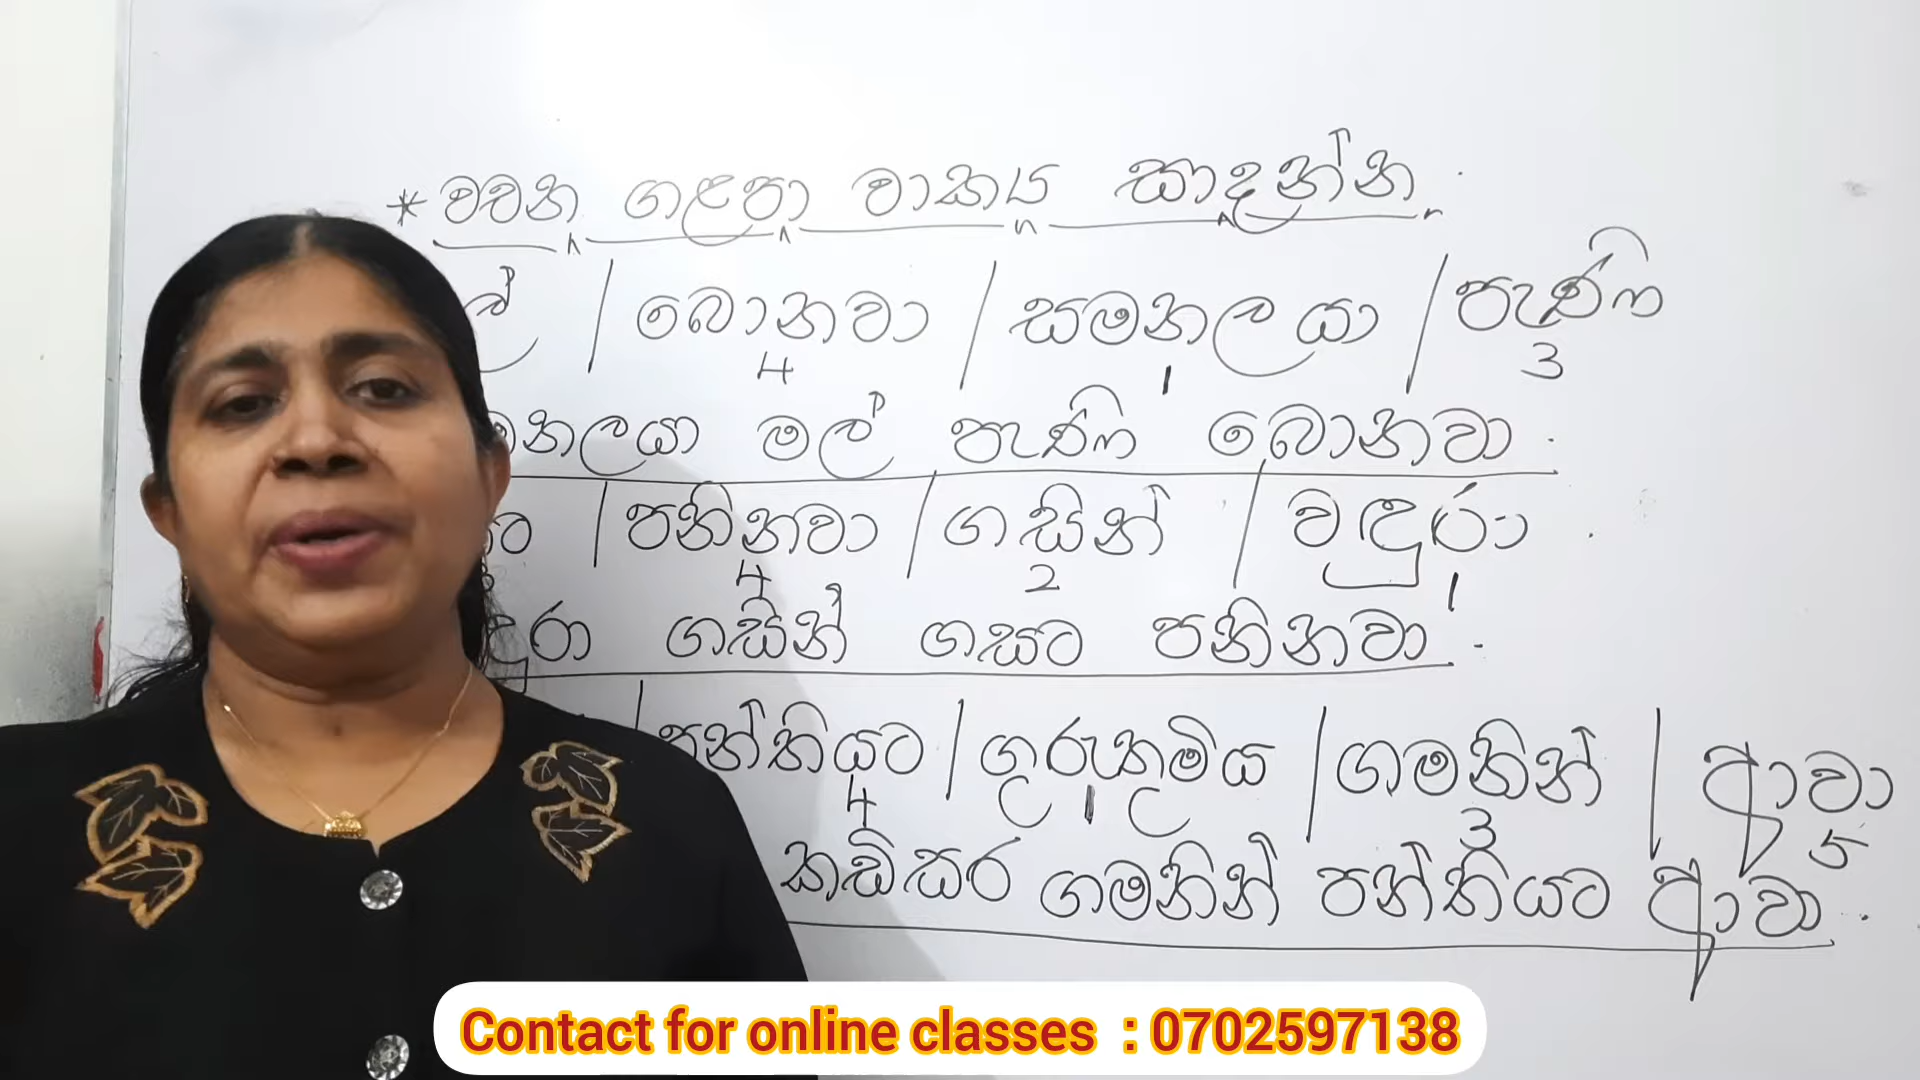 * වචන ගළපා වාකය සාදන්න.
බොනවා | සමනලයා | පැණි
4 1 3
මල් පැණි බොනවා.
| පනිනවා | ගසින් | වඳුරා
4 2 1
ගසින් ගසට පනිනවා.
| පන්තියට | ගුරුතුමිය | ගමනින් | ආවා
4 1 3 5
කඩිසර ගමනින් පන්තියට ආවා.
Contact for online classes : 0702597138